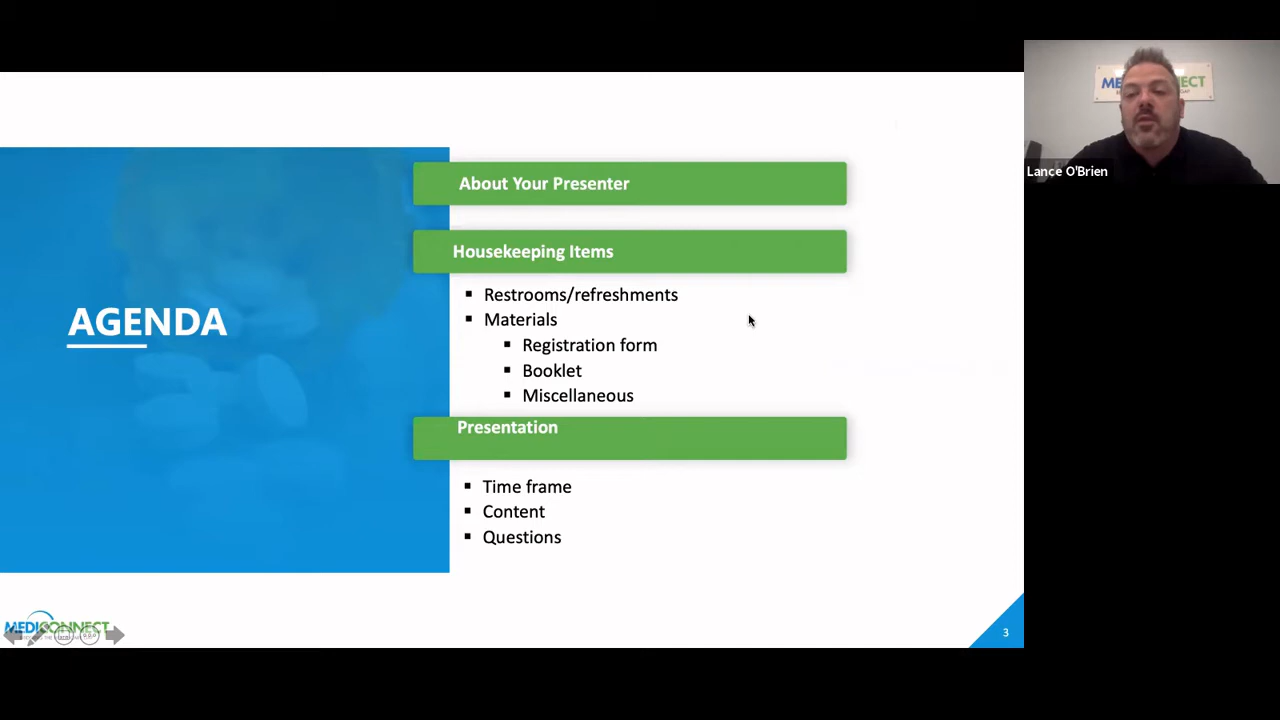 AGENDA
About Your Presenter
Housekeeping Items
Restrooms/refreshments
Materials
Registration form
Booklet
Miscellaneous
Presentation
Time frame
Content
Questions
MEDICONNECT
3
Lance O'Brien